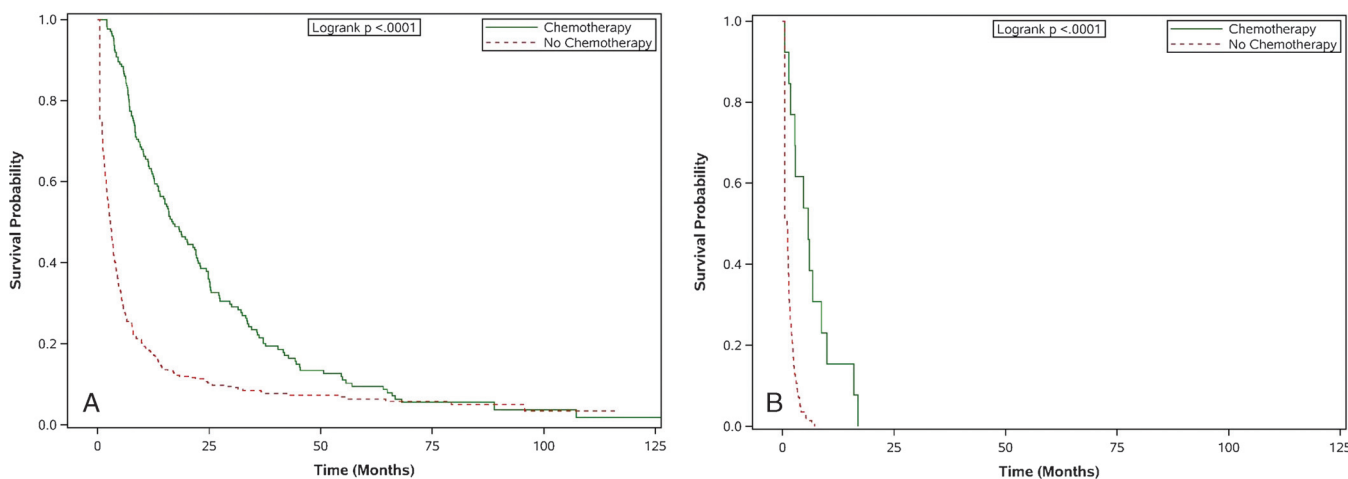 Logrank p <.0001
Chemotherapy
No Chemotherapy
1.0
0.8
0.6
0.4
0.2
0.0
Survival Probability
A
0
25
50
75
100
125
Time (Months)
Logrank p <.0001
Chemotherapy
No Chemotherapy
1.0
0.8
0.6
0.4
0.2
0.0
Survival Probability
B
0
25
50
75
100
125
Time (Months)